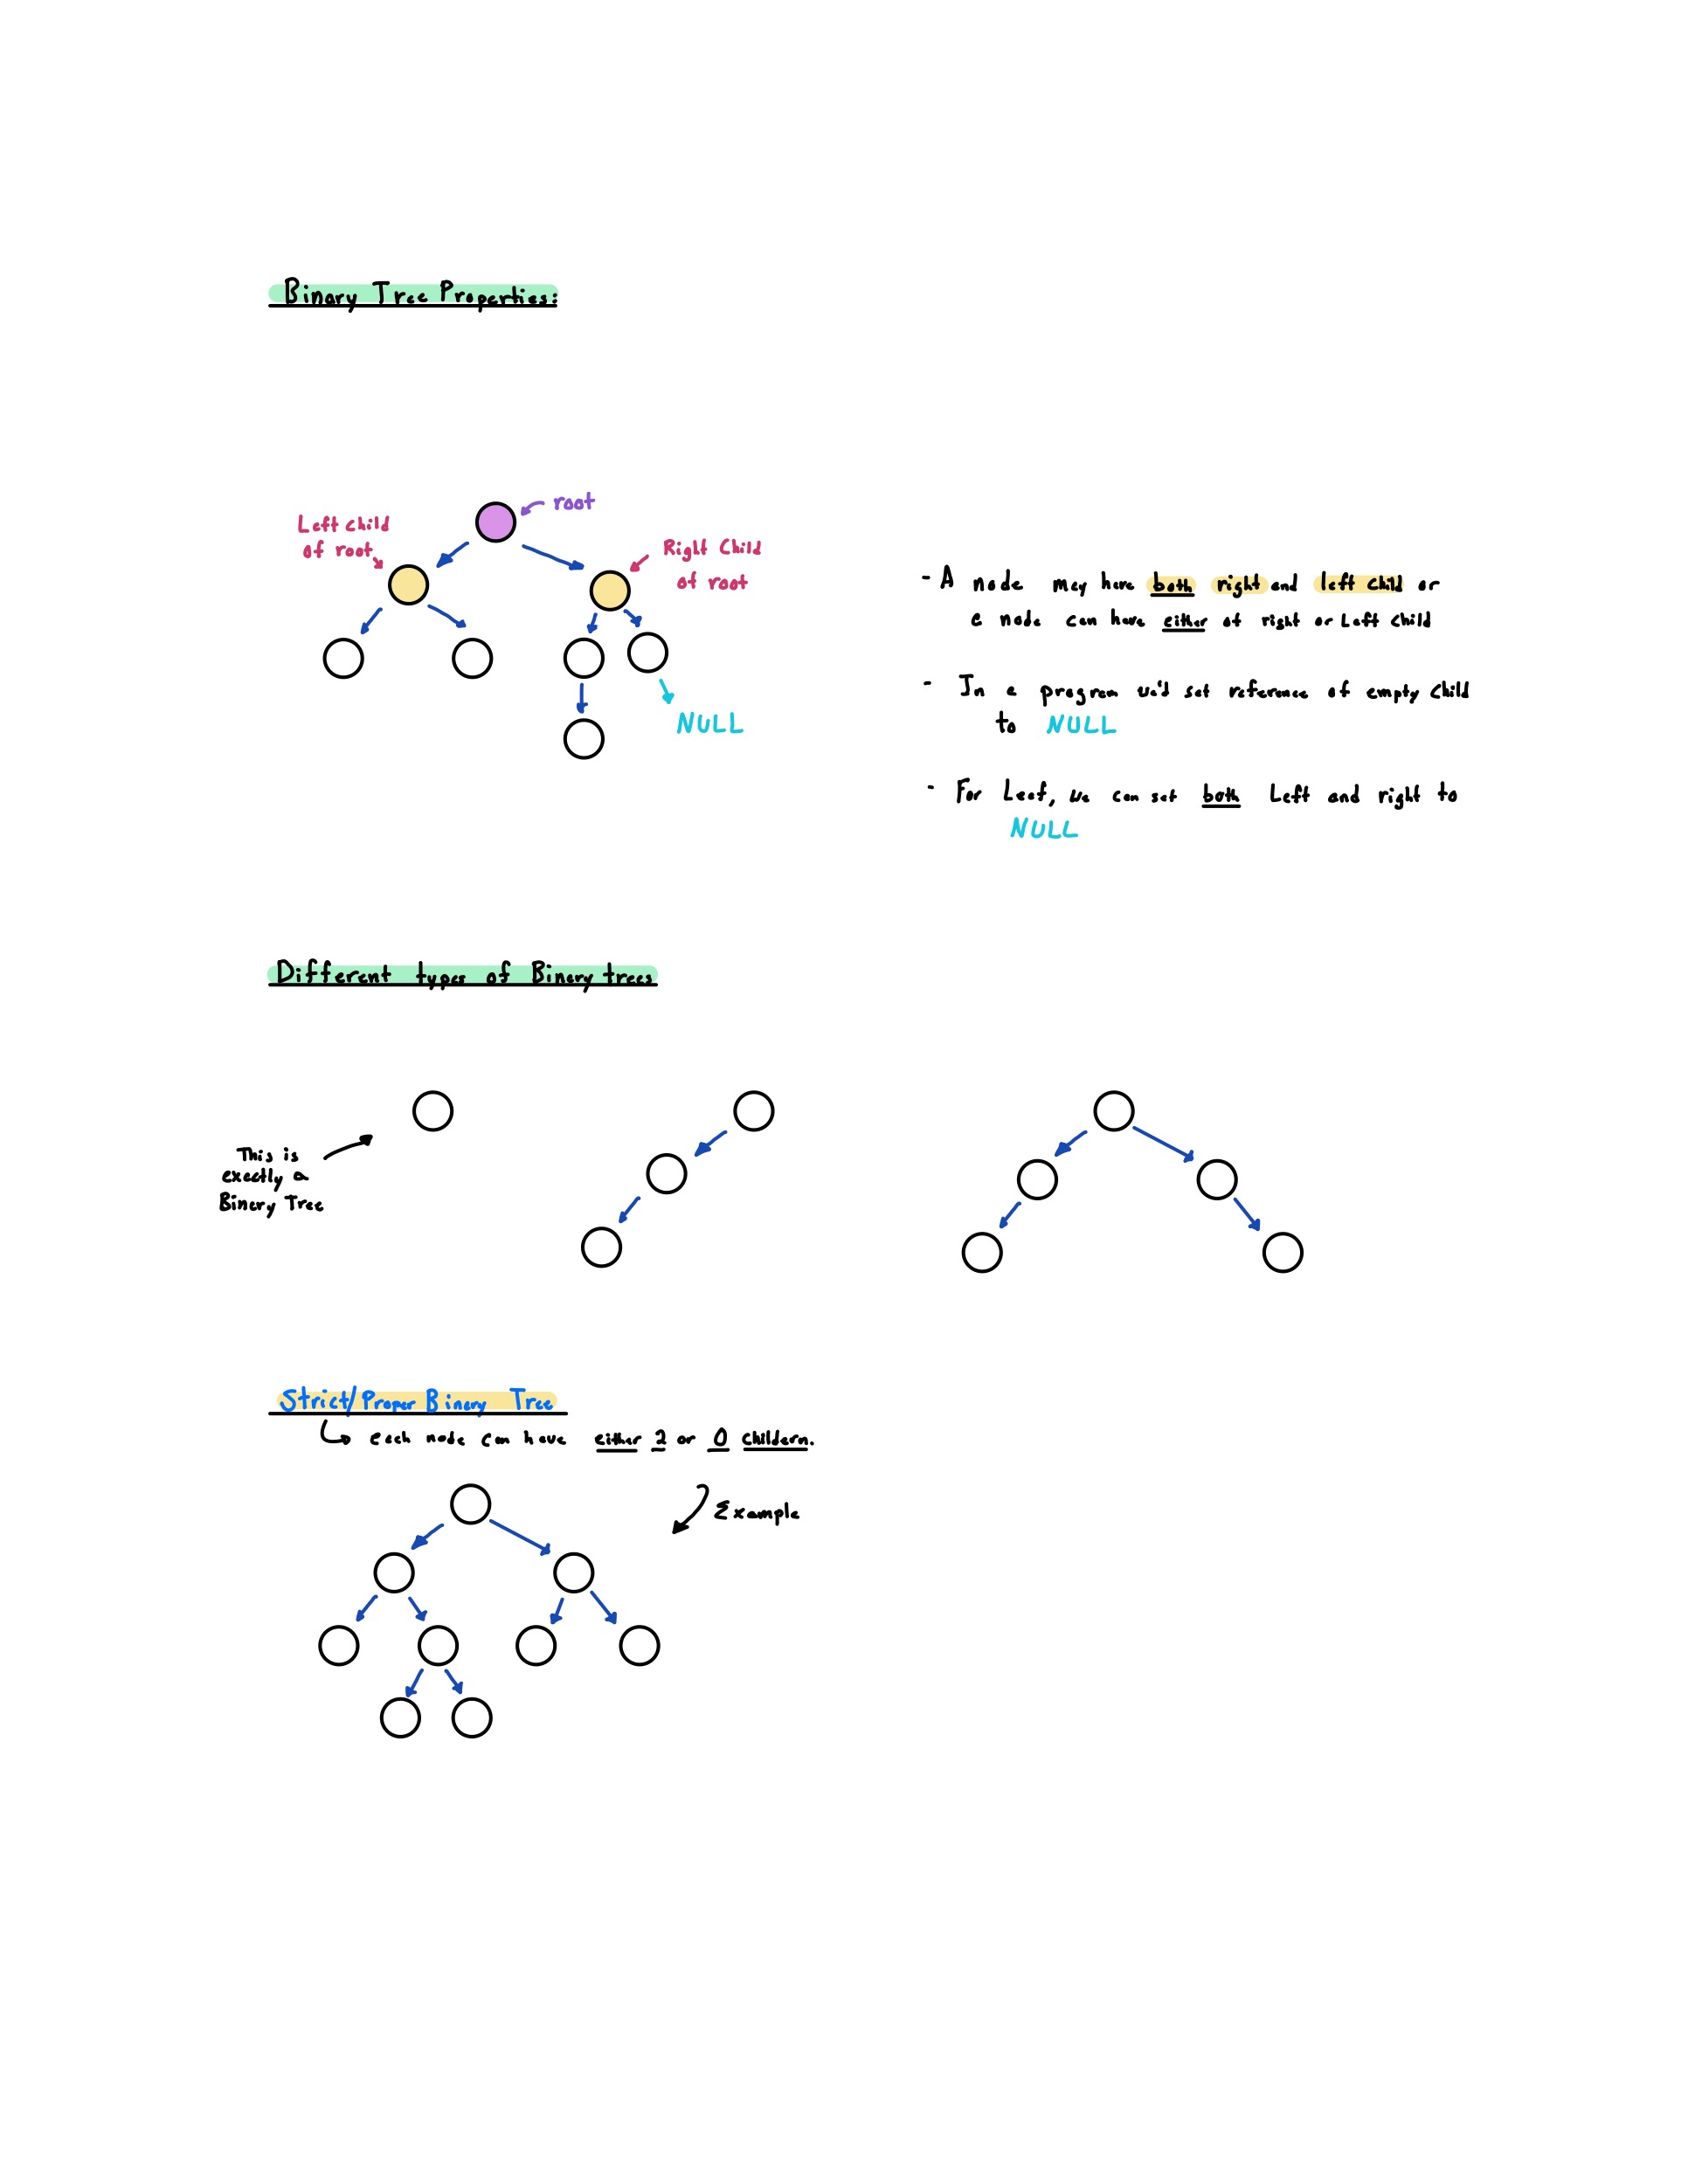 Binary Tree Properties:
root
Left child
of root
Right Child
of root
NULL
- A node may have both right and left child or
a node can have either of right or Left child
- In a program we'd set reference of empty child
to NULL
- For Leaf, we can set both Left and right to
NULL
Different types of Binary trees
This is
exactly a
Binary Tree
Strict/Proper Binary Tree
each node can have either 2 or 0 childern.
Example